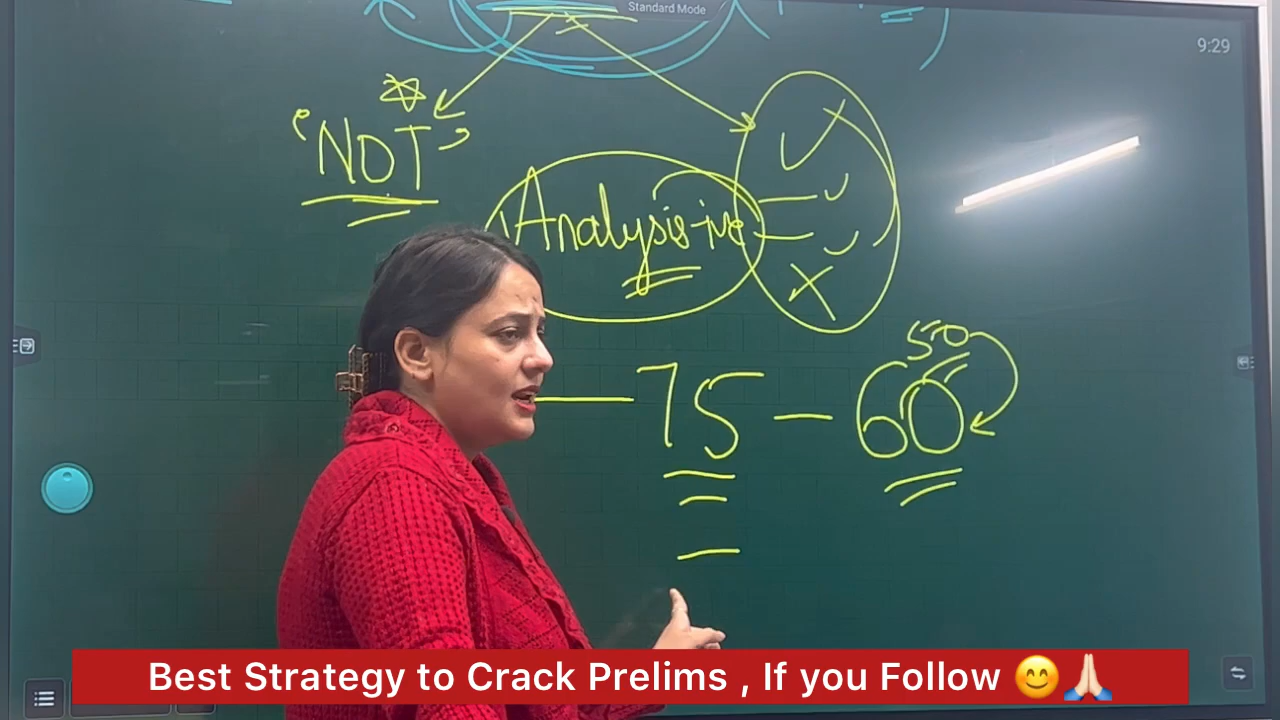 Standard Mode
9:29
"NOT"
Analysis-ive
50
75 - 60
Best Strategy to Crack Prelims , If you Follow 😊🙏🏻